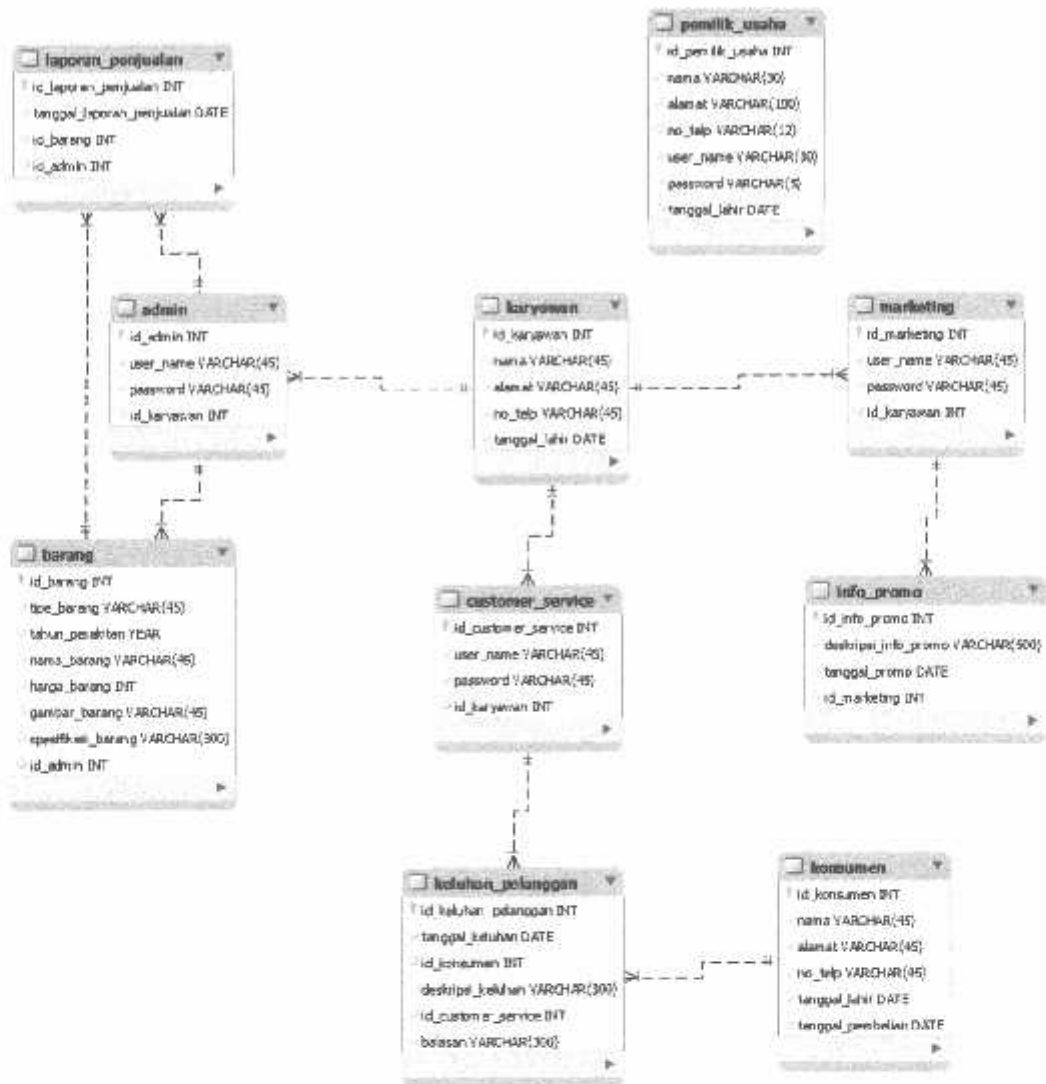 laporan_penjualan
id_laporan_penjualan INT
tanggal_laporan_penjualan DATE
id_barang INT
id_admin INT
pemilik_usaha
id_pemilik_usaha INT
nama VARCHAR(30)
alamat VARCHAR(100)
no_telp VARCHAR(12)
user_name VARCHAR(30)
password VARCHAR(5)
tanggal_lahir DATE
admin
id_admin INT
user_name VARCHAR(45)
password VARCHAR(45)
id_karyawan INT
karyawan
id_karyawan INT
nama VARCHAR(45)
alamat VARCHAR(45)
no_telp VARCHAR(45)
tanggal_lahir DATE
marketing
id_marketing INT
user_name VARCHAR(45)
password VARCHAR(45)
id_karyawan INT
barang
id_barang INT
tipe_barang VARCHAR(45)
tahun_perakitan YEAR
nama_barang VARCHAR(45)
harga_barang INT
gambar_barang VARCHAR(45)
spesifikasi_barang VARCHAR(300)
id_admin INT
customer_service
id_customer_service INT
user_name VARCHAR(45)
password VARCHAR(45)
id_karyawan INT
info_promo
id_info_promo INT
deskripsi_info_promo VARCHAR(500)
tanggal_promo DATE
id_marketing INT
keluhan_pelanggan
id_keluhan_pelanggan INT
tanggal_keluhan DATE
id_konsumen INT
deskripsi_keluhan VARCHAR(300)
id_customer_service INT
balasan VARCHAR(300)
konsumen
id_konsumen INT
nama VARCHAR(45)
alamat VARCHAR(45)
no_telp VARCHAR(45)
tanggal_lahir DATE
tanggal_pembelian DATE